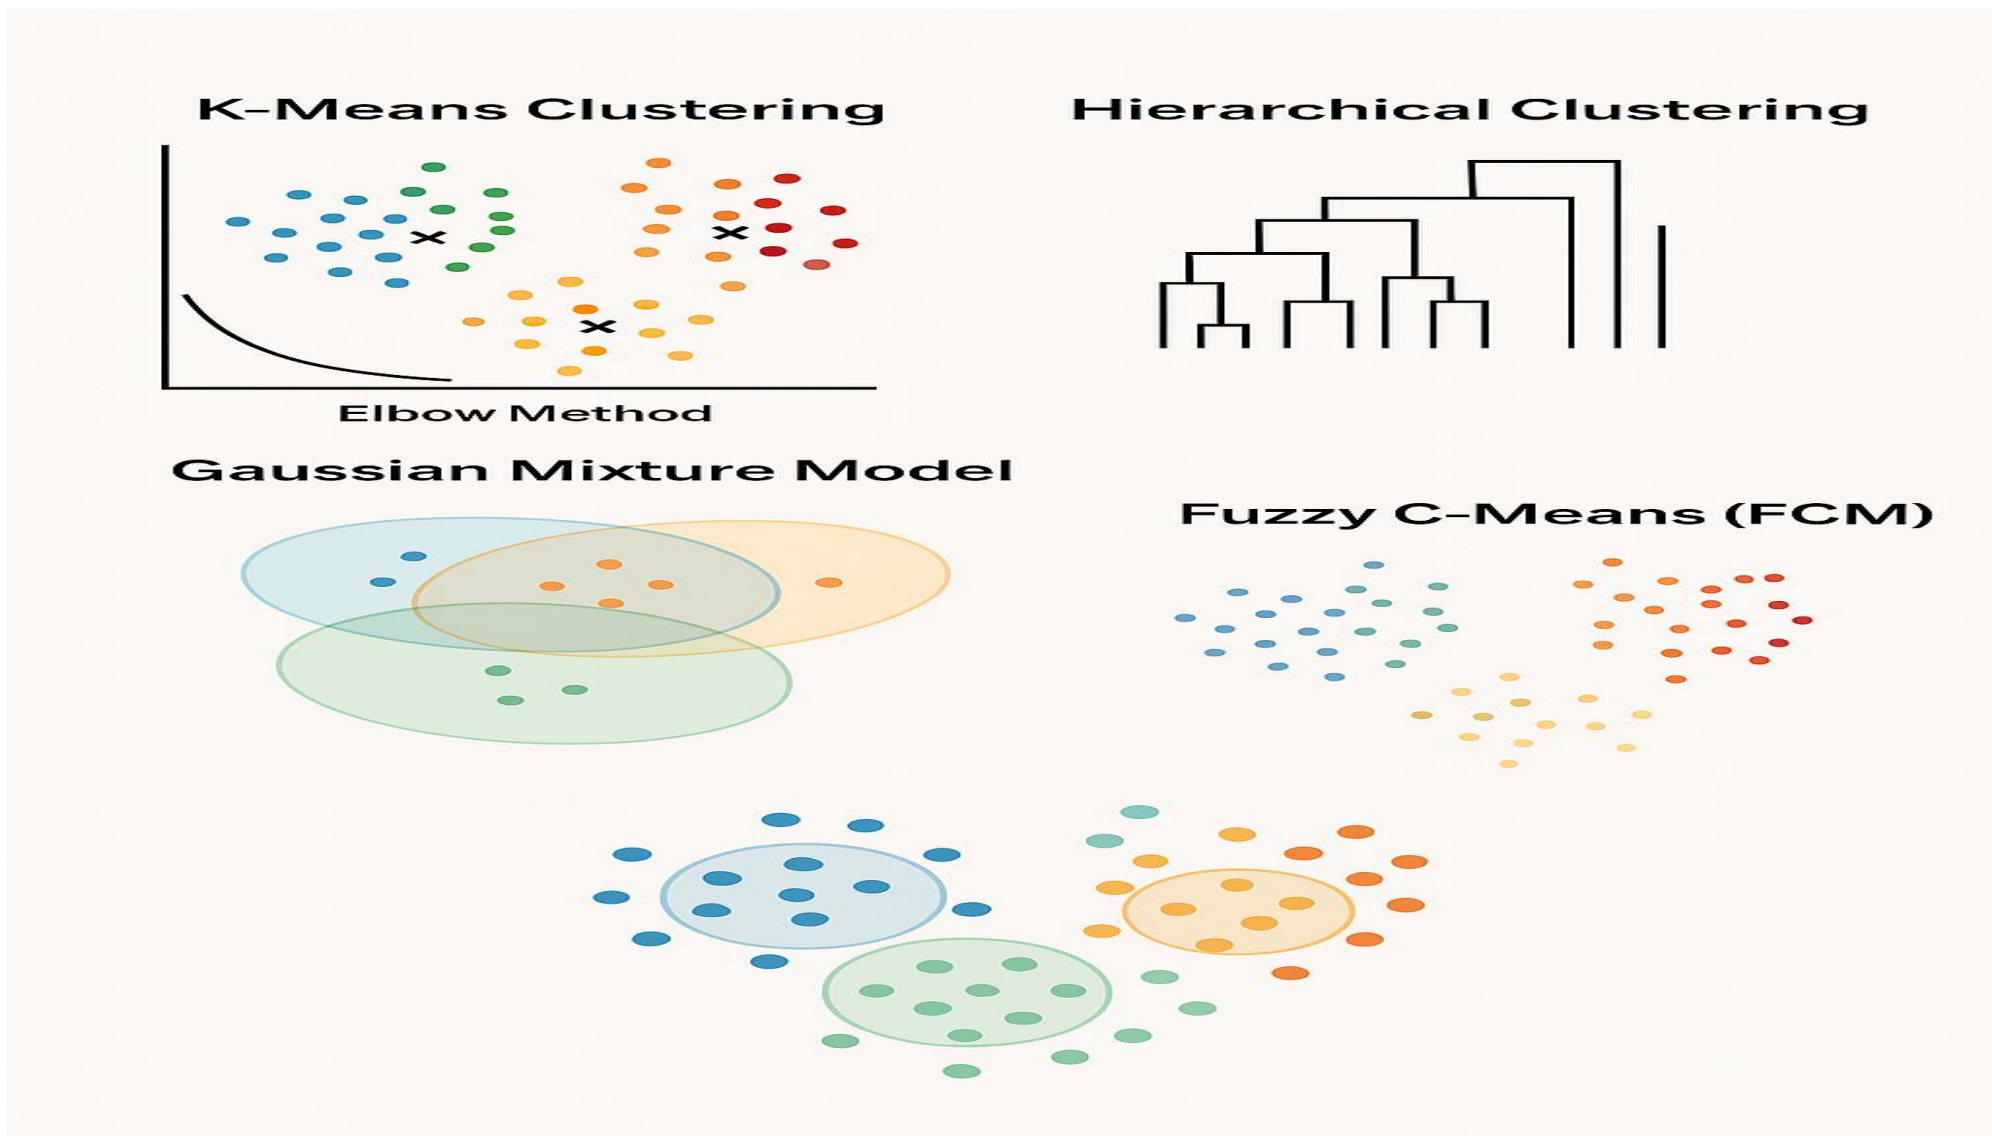 K-Means Clustering
Hierarchical Clustering
Elbow Method
Gaussian Mixture Model
Fuzzy C-Means (FCM)